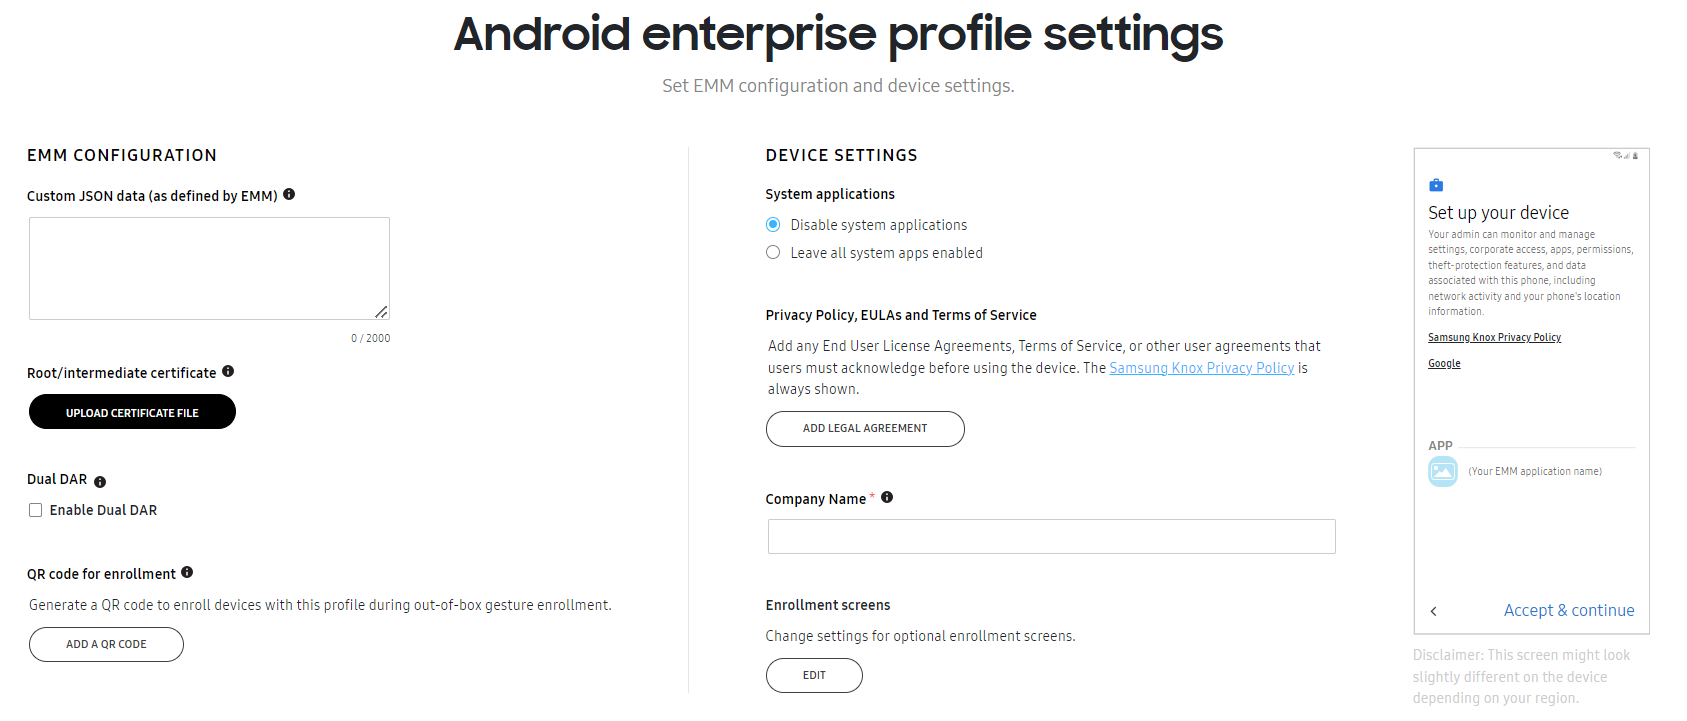 Android enterprise profile settings
Set EMM configuration and device settings.
EMM CONFIGURATION
Custom JSON data (as defined by EMM)
0 / 2000
Root/intermediate certificate
UPLOAD CERTIFICATE FILE
Dual DAR
Enable Dual DAR
QR code for enrollment
Generate a QR code to enroll devices with this profile during out-of-box gesture enrollment.
ADD A QR CODE
DEVICE SETTINGS
System applications
Disable system applications
Leave all system apps enabled
Privacy Policy, EULAs and Terms of Service
Add any End User License Agreements, Terms of Service, or other user agreements that
users must acknowledge before using the device. The Samsung Knox Privacy Policy is
always shown.
ADD LEGAL AGREEMENT
Company Name *
Enrollment screens
Change settings for optional enrollment screens.
EDIT
Set up your device
Your admin can monitor and manage
settings, corporate access, apps, permissions,
theft-protection features, and data
associated with this phone, including
network activity and your phone's location
information.
Samsung Knox Privacy Policy
Google
APP
(Your EMM application name)
Accept & continue
Disclaimer: This screen might look
slightly different on the device
depending on your region.